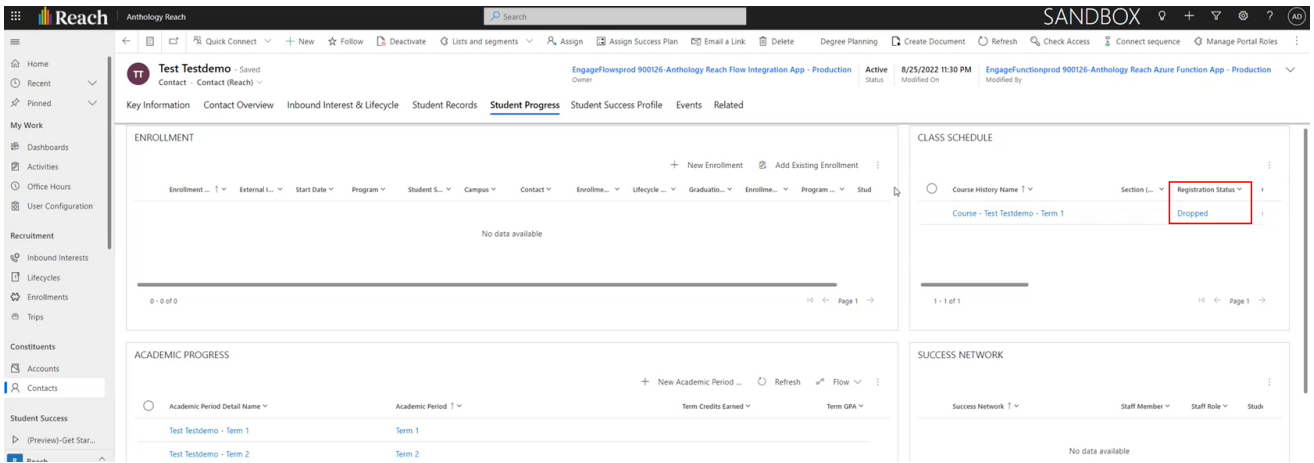 Reach Anthology Reach Search SANDBOX ? AD
Quick Connect New Follow Deactivate Lists and segments Assign Assign Success Plan Email a Link Delete Degree Planning Create Document Refresh Check Access Connect sequence Manage Portal Roles
Home
Recent
Pinned
My Work
Dashboards
Activities
Office Hours
User Configuration
Recruitment
Inbound Interests
Lifecycles
Enrollments
Trips
Constituents
Accounts
Contacts
Student Success
(Preview)-Get Star...
R Reach
TT Test Testdemo - Saved
Contact · Contact (Reach)
EngageFlowsprod 900126-Anthology Reach Flow Integration App - Production
Owner
Active
Status
8/25/2022 11:30 PM
Modified On
EngageFunctionprod 900126-Anthology Reach Azure Function App - Production
Modified By
Key Information Contact Overview Inbound Interest & Lifecycle Student Records Student Progress Student Success Profile Events Related
ENROLLMENT
New Enrollment Add Existing Enrollment
Enrollment ... External I... Start Date Program Student S... Campus Contact Enrollme... Lifecycle ... Graduatio... Enrollme... Program ... Stud
No data available
0 - 0 of 0 Page 1
CLASS SCHEDULE
Course History Name Section (... Registration Status
Course - Test Testdemo - Term 1 Dropped
1 - 1 of 1 Page 1
ACADEMIC PROGRESS
New Academic Period ... Refresh Flow
Academic Period Detail Name Academic Period Term Credits Earned Term GPA
Test Testdemo - Term 1 Term 1
Test Testdemo - Term 2 Term 2
SUCCESS NETWORK
Success Network Staff Member Staff Role Stude
No data available